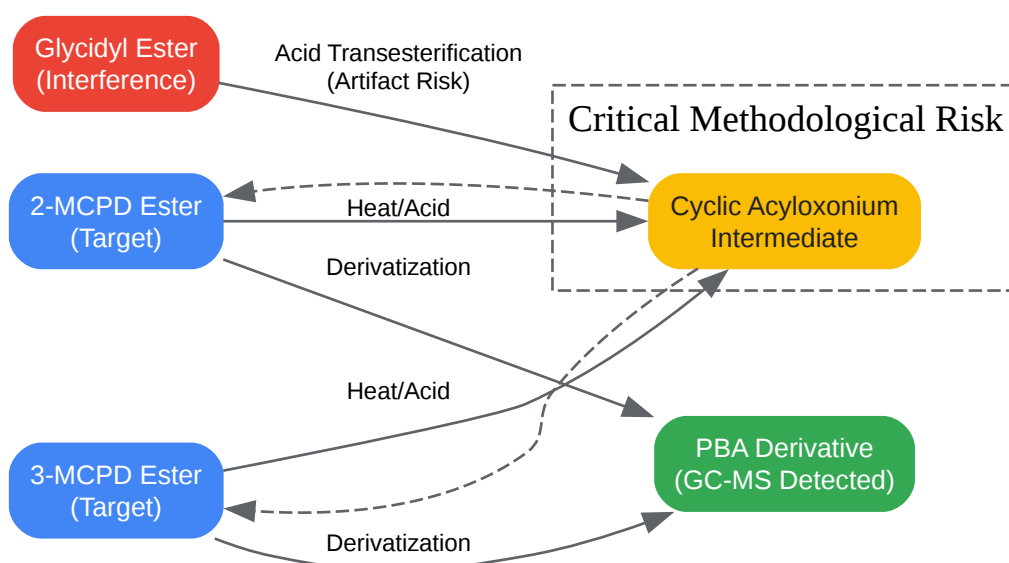 Glycidyl Ester
(Interference)
Acid Transesterification
(Artifact Risk)
Critical Methodological Risk
2-MCPD Ester
(Target)
Heat/Acid
Cyclic Acyloxonium
Intermediate
Derivatization
Heat/Acid
3-MCPD Ester
(Target)
PBA Derivative
(GC-MS Detected)
Derivatization